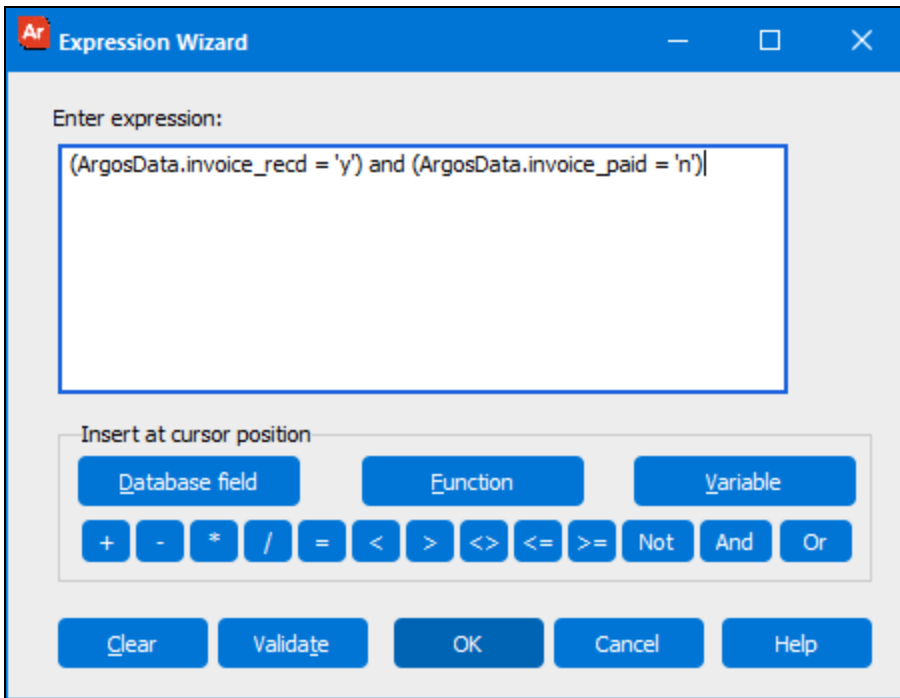 Ar Expression Wizard
Enter expression:
(ArgosData.invoice_recd = 'y') and (ArgosData.invoice_paid = 'n')
Insert at cursor position
Database field Function Variable
+ - * / = < > <> <= >= Not And Or
Clear Validate OK Cancel Help